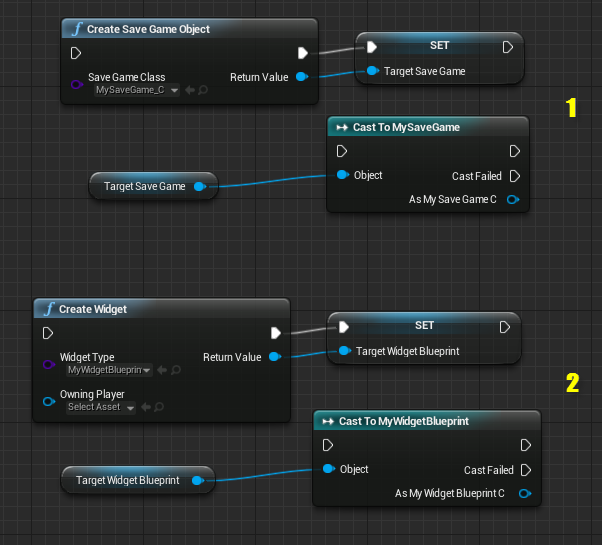 Create Save Game Object
SET
Save Game Class
Return Value
MySaveGame_C
Target Save Game
1
Cast To MySaveGame
Object
Cast Failed
Target Save Game
As My Save Game C
Create Widget
SET
Widget Type
Return Value
Target Widget Blueprint
MyWidgetBlueprin
2
Owning Player
Select Asset
Cast To MyWidgetBlueprint
Object
Cast Failed
Target Widget Blueprint
As My Widget Blueprint C